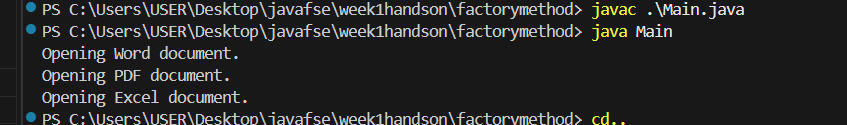 PS C:\Users\USER\Desktop\javafse\week1handson\factorymethod> javac .\Main.java
PS C:\Users\USER\Desktop\javafse\week1handson\factorymethod> java Main
Opening Word document.
Opening PDF document.
Opening Excel document.
PS C:\Users\USER\Desktop\javafse\week1handson\factorymethod> cd..